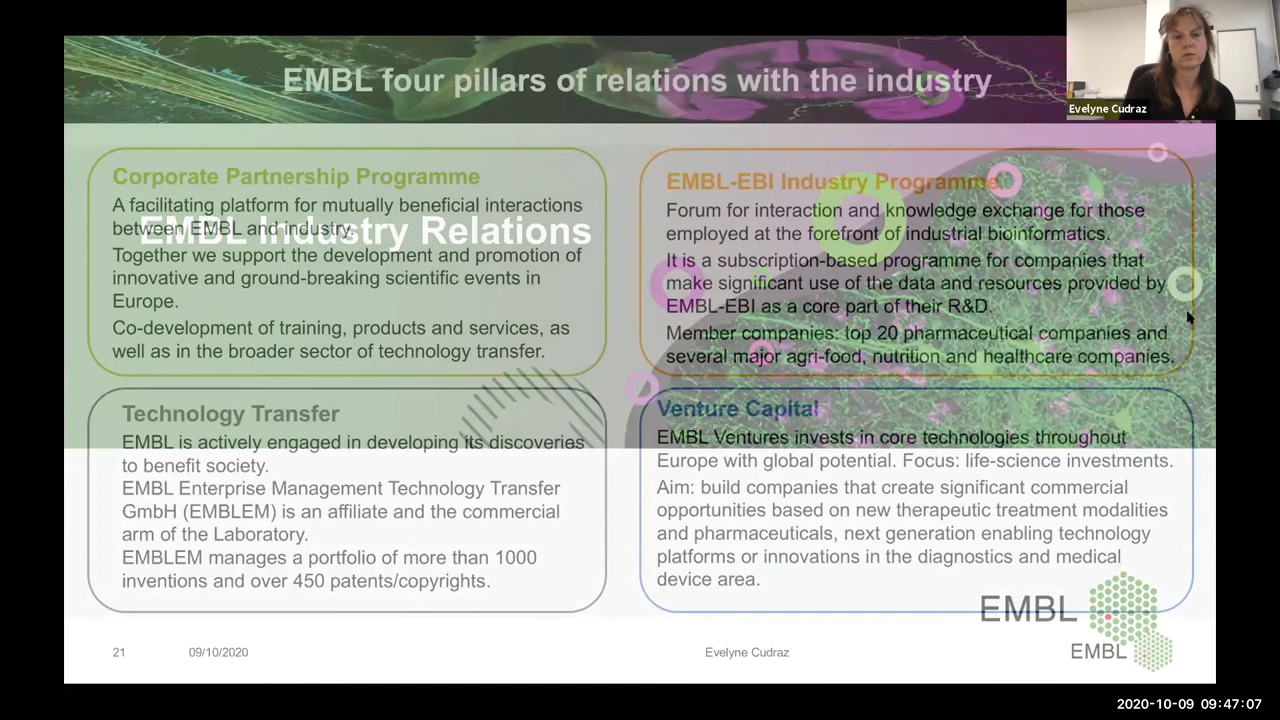 EMBL four pillars of relations with the industry
Evelyne Cudraz
Corporate Partnership Programme
A facilitating platform for mutually beneficial interactions
between EMBL and industry.
EMBL Industry Relations
Together we support the development and promotion of
innovative and ground-breaking scientific events in
Europe.
Co-development of training, products and services, as
well as in the broader sector of technology transfer.
EMBL-EBI Industry Programme
Forum for interaction and knowledge exchange for those
employed at the forefront of industrial bioinformatics.
It is a subscription-based programme for companies that
make significant use of the data and resources provided by
EMBL-EBI as a core part of their R&D.
Member companies: top 20 pharmaceutical companies and
several major agri-food, nutrition and healthcare companies.
Technology Transfer
EMBL is actively engaged in developing its discoveries
to benefit society.
EMBL Enterprise Management Technology Transfer
GmbH (EMBLEM) is an affiliate and the commercial
arm of the Laboratory.
EMBLEM manages a portfolio of more than 1000
inventions and over 450 patents/copyrights.
Venture Capital
EMBL Ventures invests in core technologies throughout
Europe with global potential. Focus: life-science investments.
Aim: build companies that create significant commercial
opportunities based on new therapeutic treatment modalities
and pharmaceuticals, next generation enabling technology
platforms or innovations in the diagnostics and medical
device area.
EMBL
21
09/10/2020
Evelyne Cudraz
EMBL
2020-10-09 09:47:07